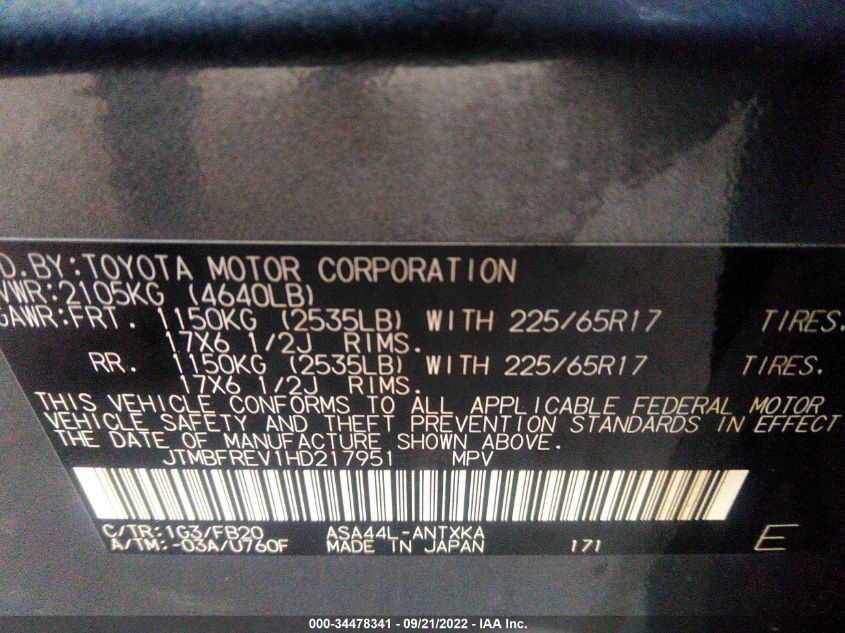 D.BY:TOYOTA MOTOR CORPORATION
VWR:2105KG (4640LB)
GAWR:FRT. 1150KG (2535LB) WITH 225/65R17 TIRES.
17X6 1/2J RIMS.
RR. 1150KG (2535LB) WITH 225/65R17 TIRES.
17X6 1/2J RIMS.
THIS VEHICLE CONFORMS TO ALL APPLICABLE FEDERAL MOTOR
VEHICLE SAFETY AND THEFT PREVENTION STANDARDS IN EFFECT
THE DATE OF MANUFACTURE SHOWN ABOVE.
JTMBFREV1HD217951 MPV
C/TR:1G3/FB20 ASA44L-ANTXKA
A/TM:-03A/U760F MADE IN JAPAN 171 E
000-34478341 - 09/21/2022 - IAA Inc.